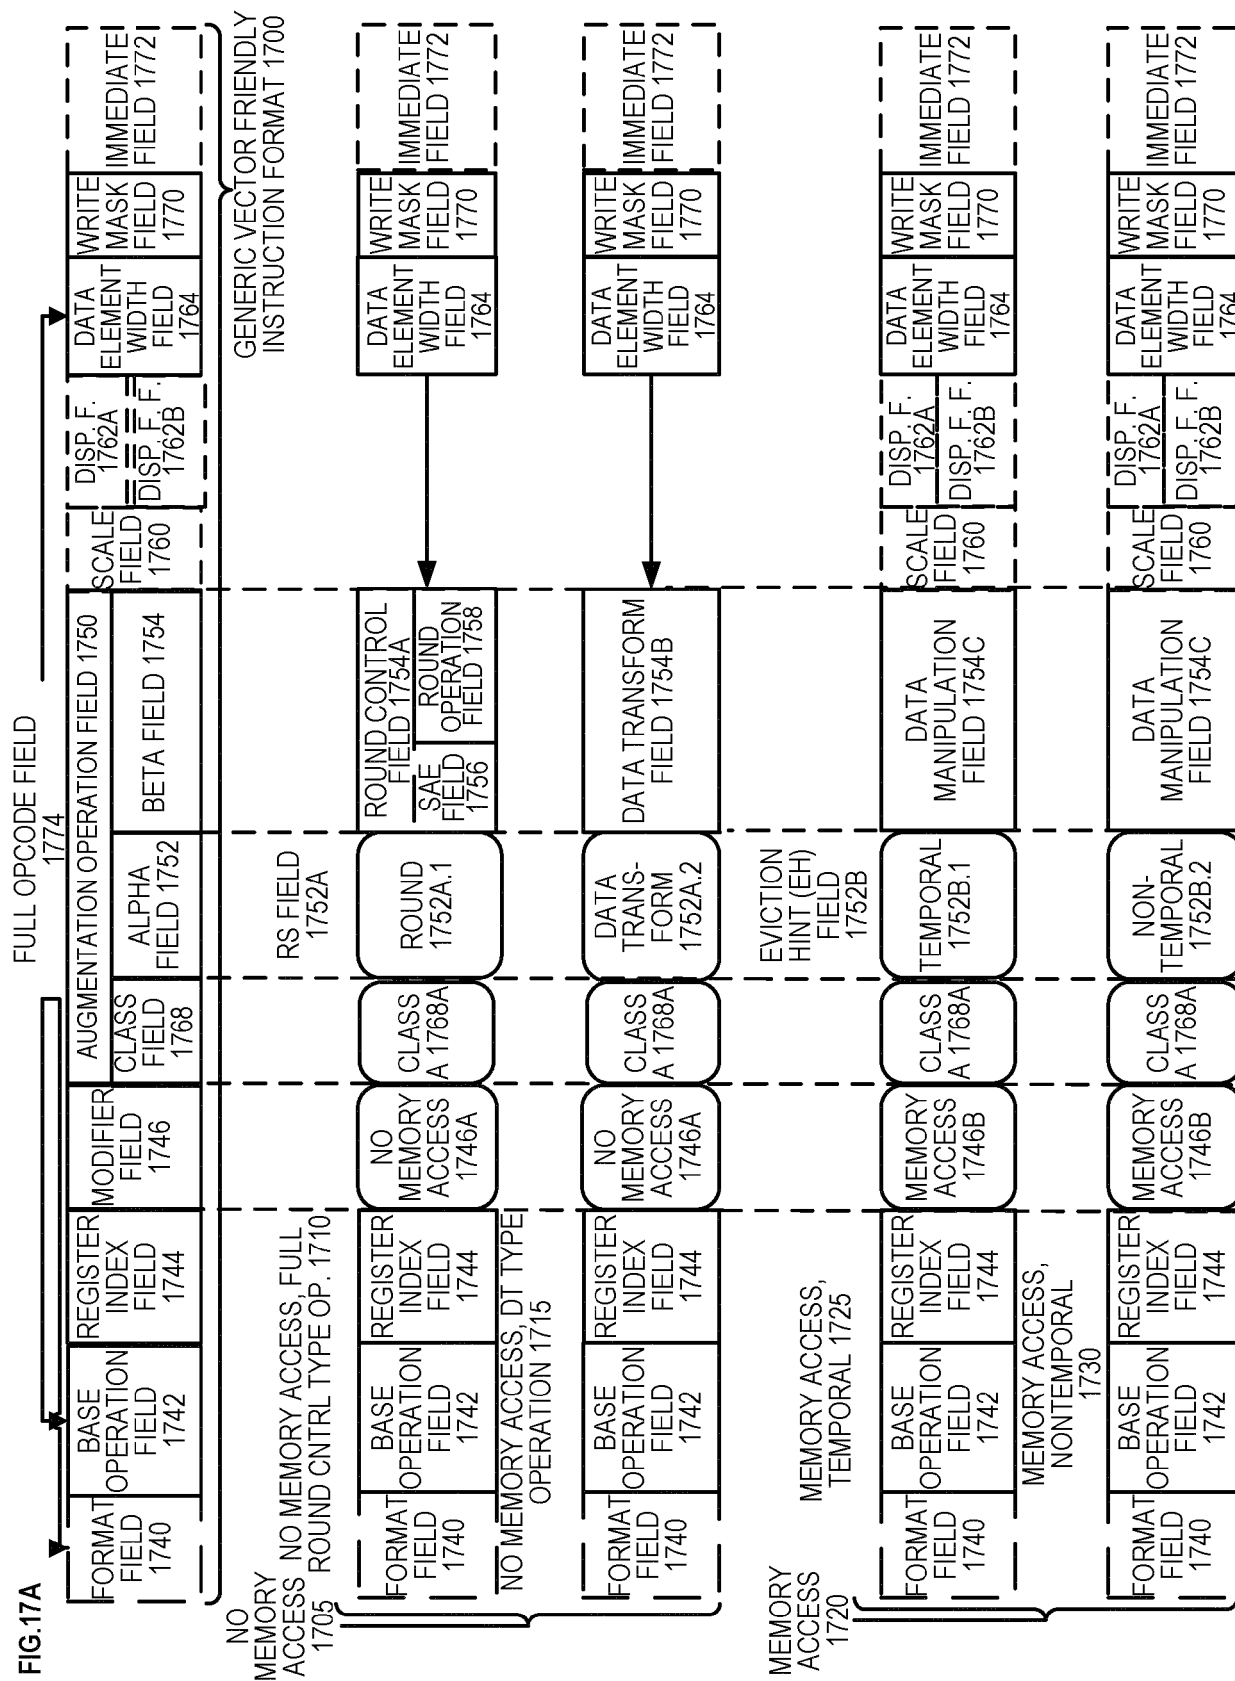 FIG.17A
FULL OPCODE FIELD
1774
FORMAT
FIELD
1740
BASE
OPERATION
FIELD
1742
REGISTER
INDEX
FIELD
1744
MODIFIER
FIELD
1746
AUGMENTATION OPERATION FIELD 1750
CLASS
FIELD
1768
ALPHA
FIELD 1752
BETA FIELD 1754
SCALE
FIELD
1760
DISP. F.
1762A
DISP. F. F.
1762B
DATA
ELEMENT
WIDTH
FIELD
1764
WRITE
MASK
FIELD
1770
IMMEDIATE
FIELD 1772
GENERIC VECTOR FRIENDLY
INSTRUCTION FORMAT 1700
NO
MEMORY
ACCESS
1705
NO MEMORY ACCESS, FULL
ROUND CNTRL TYPE OP. 1710
RS FIELD
1752A
FORMAT
FIELD
1740
BASE
OPERATION
FIELD
1742
REGISTER
INDEX
FIELD
1744
NO
MEMORY
ACCESS
1746A
CLASS
A 1768A
ROUND
1752A.1
ROUND CONTROL
FIELD 1754A
SAE
FIELD
1756
ROUND
OPERATION
FIELD 1758
DATA
ELEMENT
WIDTH
FIELD
1764
WRITE
MASK
FIELD
1770
IMMEDIATE
FIELD 1772
NO MEMORY ACCESS, DT TYPE
OPERATION 1715
FORMAT
FIELD
1740
BASE
OPERATION
FIELD
1742
REGISTER
INDEX
FIELD
1744
NO
MEMORY
ACCESS
1746A
CLASS
A 1768A
DATA
TRANS-
FORM
1752A.2
DATA TRANSFORM
FIELD 1754B
DATA
ELEMENT
WIDTH
FIELD
1764
WRITE
MASK
FIELD
1770
IMMEDIATE
FIELD 1772
MEMORY
ACCESS
1720
MEMORY ACCESS,
TEMPORAL 1725
EVICTION
HINT (EH)
FIELD
1752B
FORMAT
FIELD
1740
BASE
OPERATION
FIELD
1742
REGISTER
INDEX
FIELD
1744
MEMORY
ACCESS
1746B
CLASS
A 1768A
TEMPORAL
1752B.1
DATA
MANIPULATION
FIELD 1754C
SCALE
FIELD
1760
DISP. F.
1762A
DISP. F. F.
1762B
DATA
ELEMENT
WIDTH
FIELD
1764
WRITE
MASK
FIELD
1770
IMMEDIATE
FIELD 1772
MEMORY ACCESS,
NONTEMPORAL
1730
FORMAT
FIELD
1740
BASE
OPERATION
FIELD
1742
REGISTER
INDEX
FIELD
1744
MEMORY
ACCESS
1746B
CLASS
A 1768A
NON-
TEMPORAL
1752B.2
DATA
MANIPULATION
FIELD 1754C
SCALE
FIELD
1760
DISP. F.
1762A
DISP. F. F.
1762B
DATA
ELEMENT
WIDTH
FIELD
1764
WRITE
MASK
FIELD
1770
IMMEDIATE
FIELD 1772